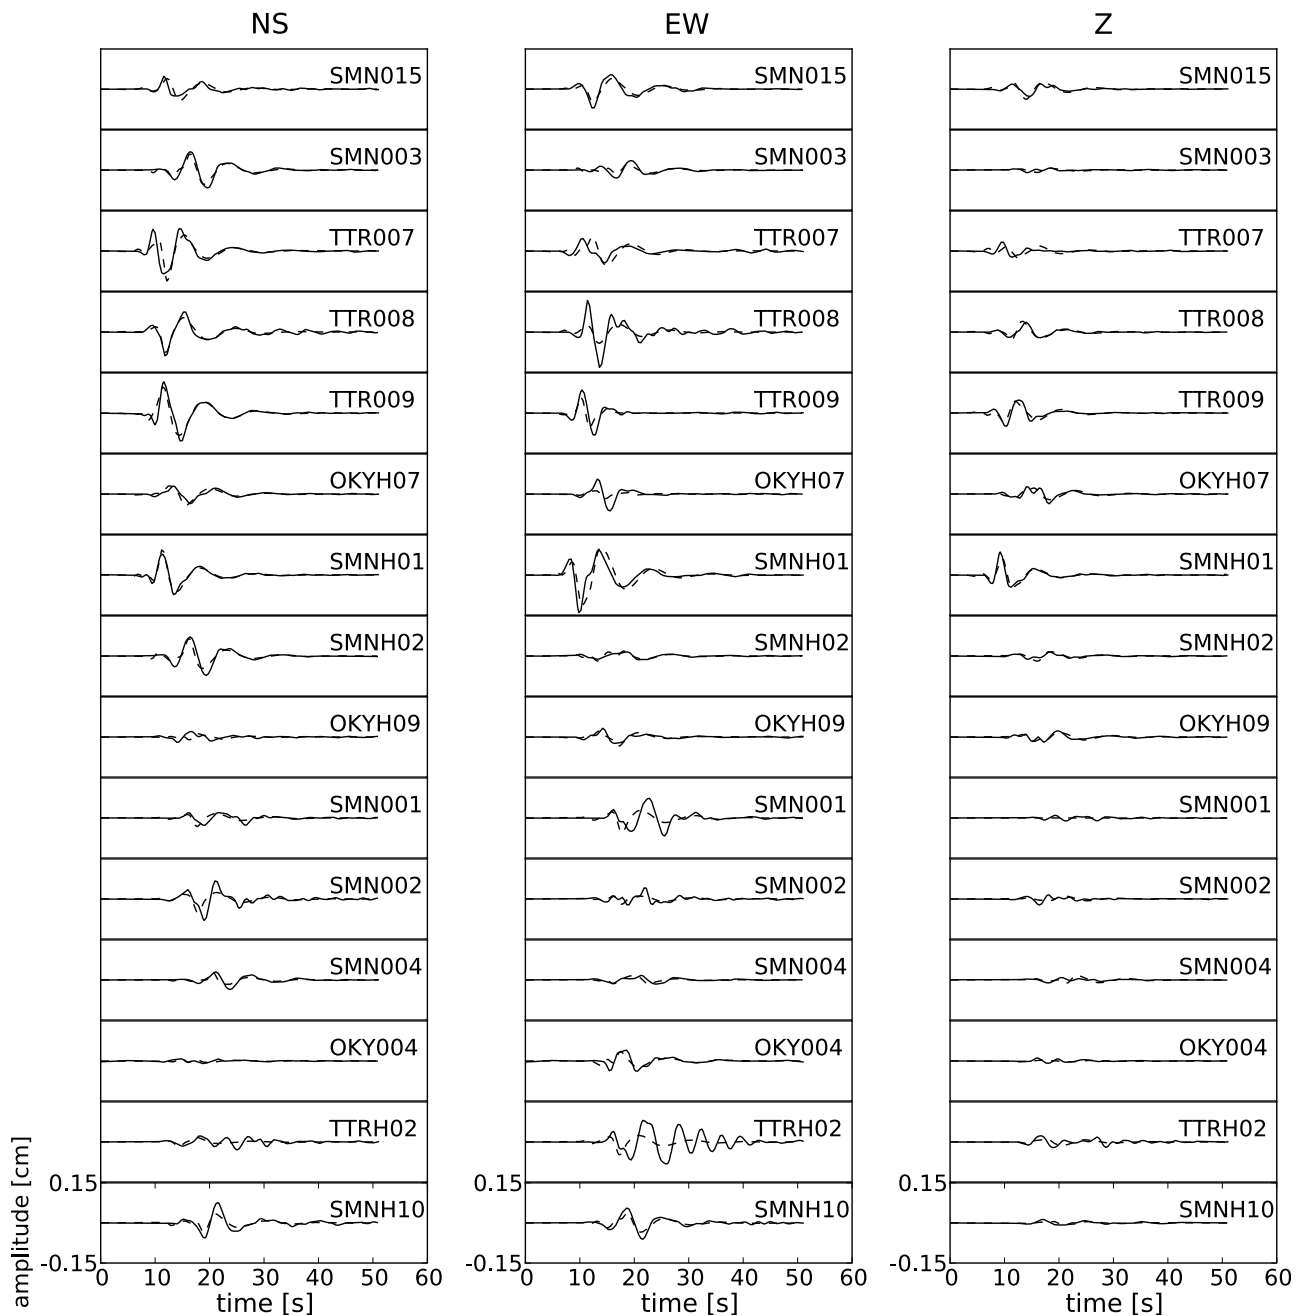 NS EW Z
SMN015 SMN015 SMN015
SMN003 SMN003 SMN003
TTR007 TTR007 TTR007
TTR008 TTR008 TTR008
TTR009 TTR009 TTR009
OKYH07 OKYH07 OKYH07
SMNH01 SMNH01 SMNH01
SMNH02 SMNH02 SMNH02
OKYH09 OKYH09 OKYH09
SMN001 SMN001 SMN001
SMN002 SMN002 SMN002
SMN004 SMN004 SMN004
OKY004 OKY004 OKY004
TTRH02 TTRH02 TTRH02
0.15 0.15
SMNH10 SMNH10 SMNH10
-0.15 -0.15
amplitude [cm]
0 10 20 30 40 50 60 0 10 20 30 40 50 60 0 10 20 30 40 50 60
time [s] time [s] time [s]